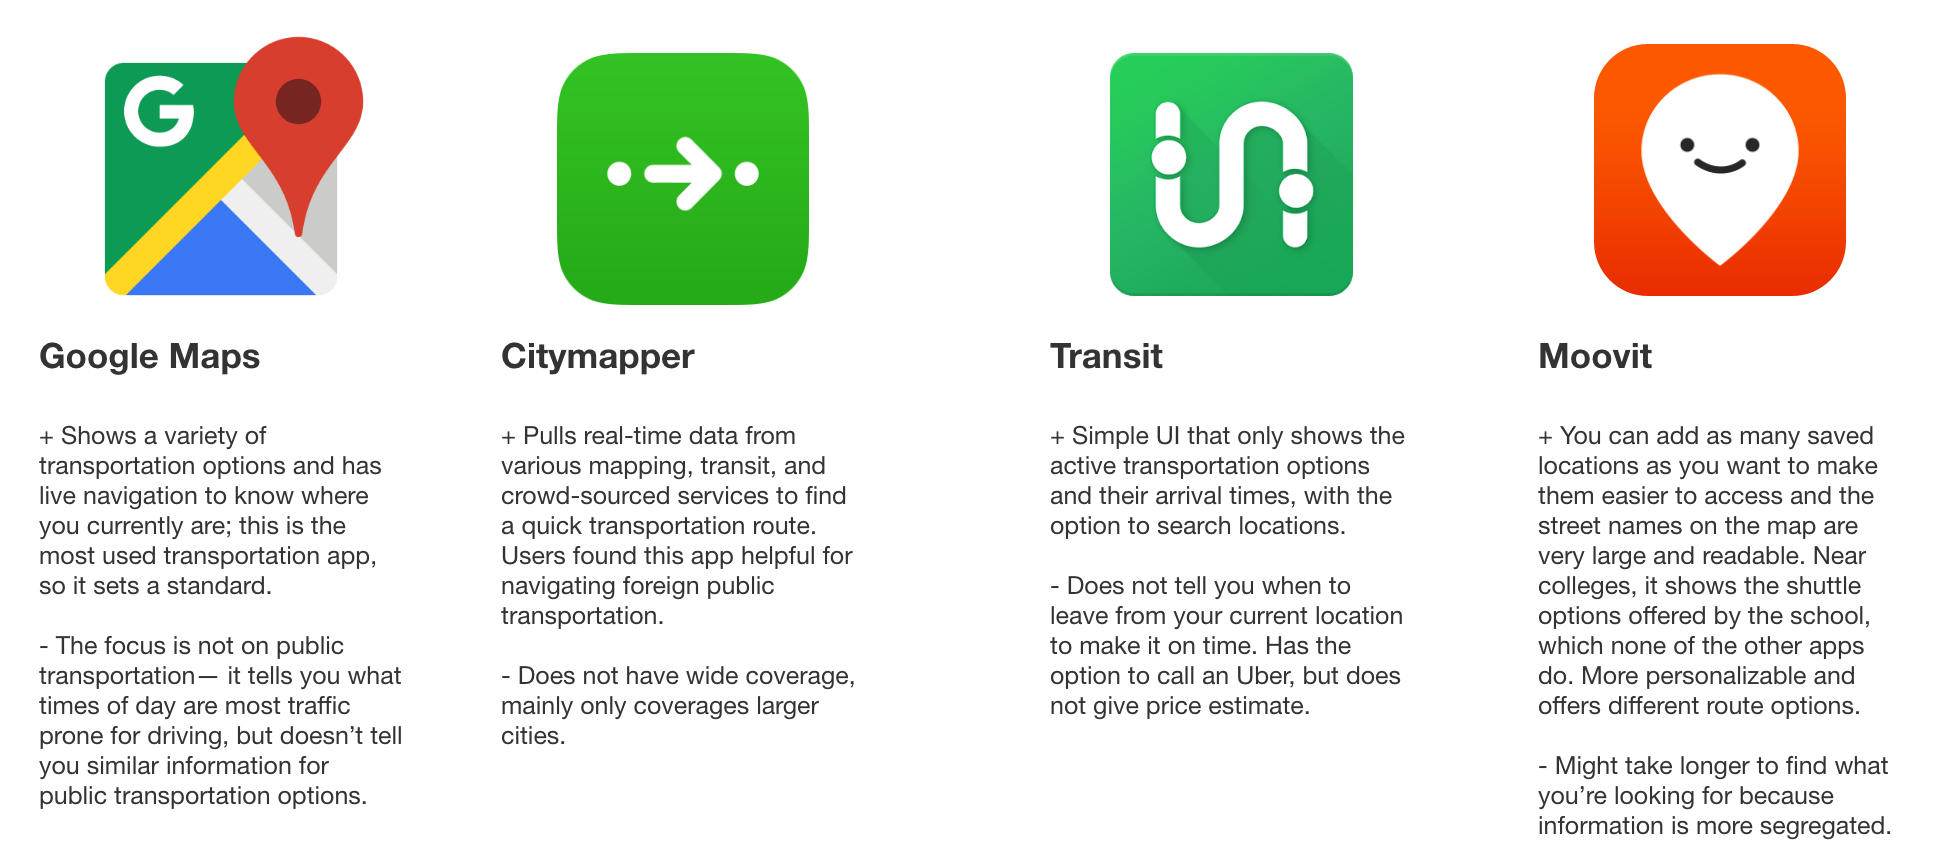 G
Google Maps
+ Shows a variety of
transportation options and has
live navigation to know where
you currently are; this is the
most used transportation app,
so it sets a standard.
- The focus is not on public
transportation— it tells you what
times of day are most traffic
prone for driving, but doesn’t tell
you similar information for
public transportation options.
Citymapper
+ Pulls real-time data from
various mapping, transit, and
crowd-sourced services to find
a quick transportation route.
Users found this app helpful for
navigating foreign public
transportation.
- Does not have wide coverage,
mainly only coverages larger
cities.
Transit
+ Simple UI that only shows the
active transportation options
and their arrival times, with the
option to search locations.
- Does not tell you when to
leave from your current location
to make it on time. Has the
option to call an Uber, but does
not give price estimate.
Moovit
+ You can add as many saved
locations as you want to make
them easier to access and the
street names on the map are
very large and readable. Near
colleges, it shows the shuttle
options offered by the school,
which none of the other apps
do. More personalizable and
offers different route options.
- Might take longer to find what
you’re looking for because
information is more segregated.